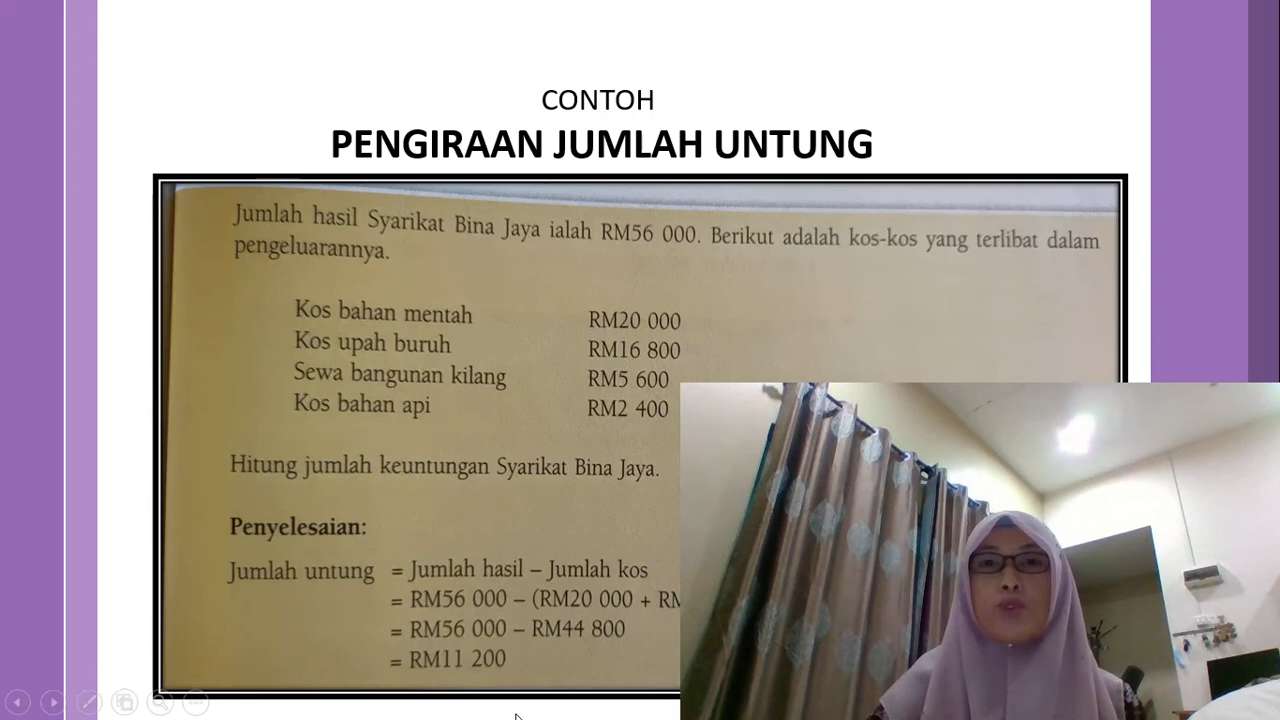 CONTOH
PENGIRAAN JUMLAH UNTUNG
Jumlah hasil Syarikat Bina Jaya ialah RM56 000. Berikut adalah kos-kos yang terlibat dalam
pengeluarannya.
Kos bahan mentah RM20 000
Kos upah buruh RM16 800
Sewa bangunan kilang RM5 600
Kos bahan api RM2 400
Hitung jumlah keuntungan Syarikat Bina Jaya.
Penyelesaian:
Jumlah untung = Jumlah hasil – Jumlah kos
= RM56 000 – (RM20 000 +
= RM56 000 – RM44 800
= RM11 200